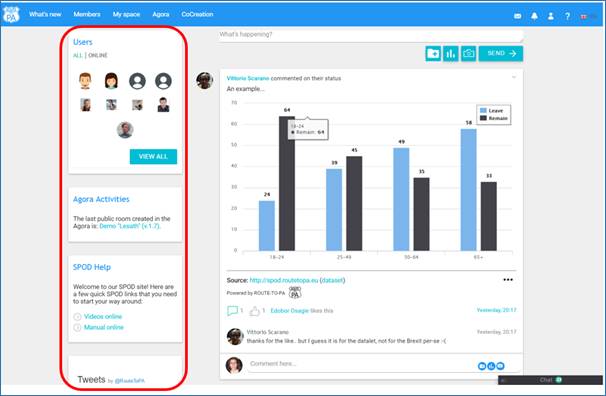 PA
What's new
Members
My space
Agora
CoCreation
?
Users
ALL | ONLINE
VIEW ALL
Agora Activities
The last public room created in the
Agora is: Demo "Lesath" (v.1.7).
SPOD Help
Welcome to our SPOD site! Here are
a few quick SPOD links that you need
to start your way around:
Videos online
Manual online
Tweets by @RouteToPA
What's happening?
SEND
Vittorio Scarano commented on their status
An example...
70
60
50
40
30
20
10
0
24
64
39
45
49
35
58
33
18-24
Remain: 64
Leave
Remain
18-24
25-49
50-64
65+
Source: http://spod.routetopa.eu (dataset)
Powered by ROUTE-TO-PA
PA
1
1
Edobor Osagie likes this
Yesterday, 20:17
Vittorio Scarano
Yesterday, 20:17
thanks for the like.. but I guess it is for the datalet, not for the Brexit per-se :-(
Comment here...
Chat